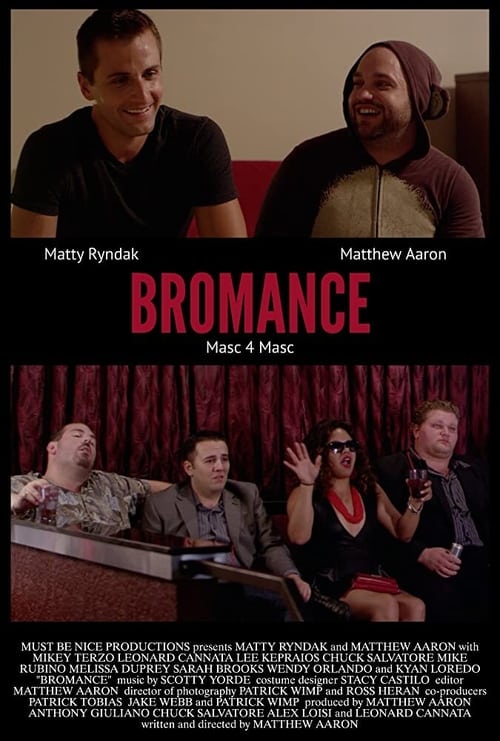 Matty Ryndak
Matthew Aaron
BROMANCE
Masc 4 Masc
MUST BE NICE PRODUCTIONS presents MATTY RYNDAK and MATTHEW AARON with
MIKEY TERZO LEONARD CANNATA LEE KEPRAIOS CHUCK SALVATORE MIKE
RUBINO MELISSA DUPREY SARAH BROOKS WENDY ORLANDO and KYAN LOREDO
"BROMANCE" music by SCOTTY YORDE costume designer STACY CASTILO editor
MATTHEW AARON director of photography PATRICK WIMP and ROSS HERAN co-producers
PATRICK TOBIAS JAKE WEBB and PATRICK WIMP produced by MATTHEW AARON
ANTHONY GIULIANO CHUCK SALVATORE ALEX LOISI and LEONARD CANNATA
written and directed by MATTHEW AARON